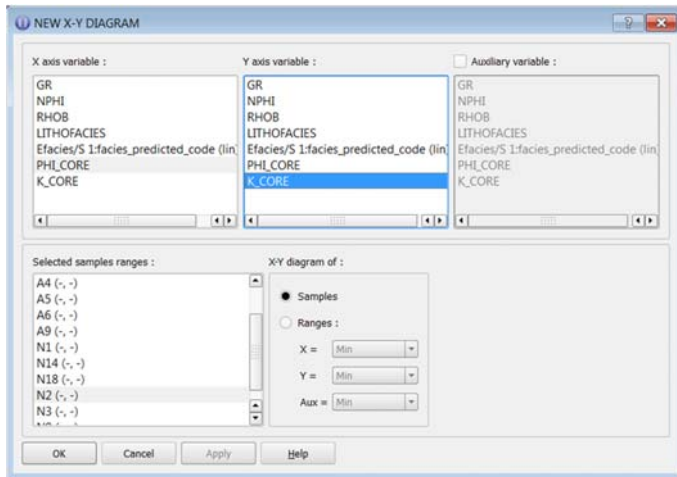 NEW X-Y DIAGRAM
X axis variable :
GR
NPHI
RHOB
LITHOFACIES
Efacies/S 1:facies_predicted_code (lin
PHI_CORE
K_CORE
Y axis variable :
GR
NPHI
RHOB
LITHOFACIES
Efacies/S 1:facies_predicted_code (lin
PHI_CORE
K_CORE
Auxiliary variable :
GR
NPHI
RHOB
LITHOFACIES
Efacies/S 1:facies_predicted_code (lin
PHI_CORE
K_CORE
Selected samples ranges :
A4 (-, -)
A5 (-, -)
A6 (-, -)
A9 (-, -)
N1 (-, -)
N14 (-, -)
N18 (-, -)
N2 (-, -)
N3 (-, -)
X-Y diagram of :
Samples
Ranges :
X = Min
Y = Min
Aux = Min
OK Cancel Apply Help